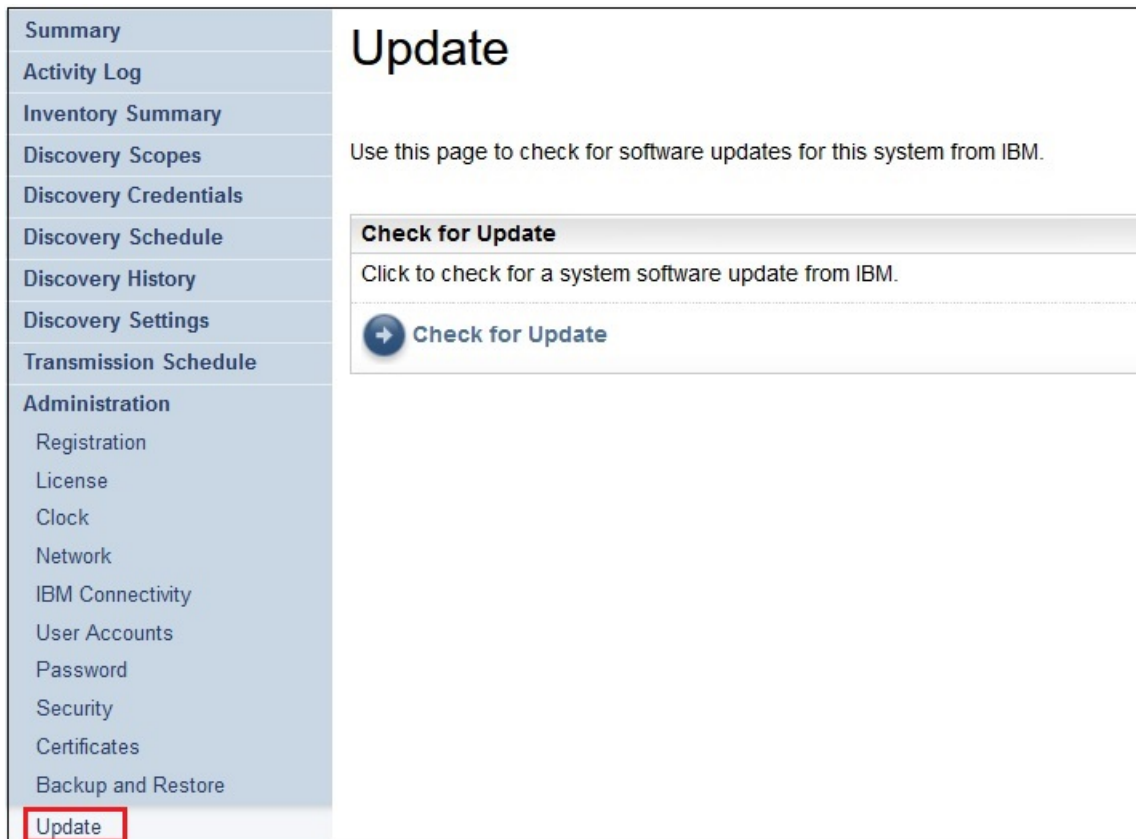 Summary
Activity Log
Inventory Summary
Discovery Scopes
Discovery Credentials
Discovery Schedule
Discovery History
Discovery Settings
Transmission Schedule
Administration
Registration
License
Clock
Network
IBM Connectivity
User Accounts
Password
Security
Certificates
Backup and Restore
Update
Update
Use this page to check for software updates for this system from IBM.
Check for Update
Click to check for a system software update from IBM.
Check for Update